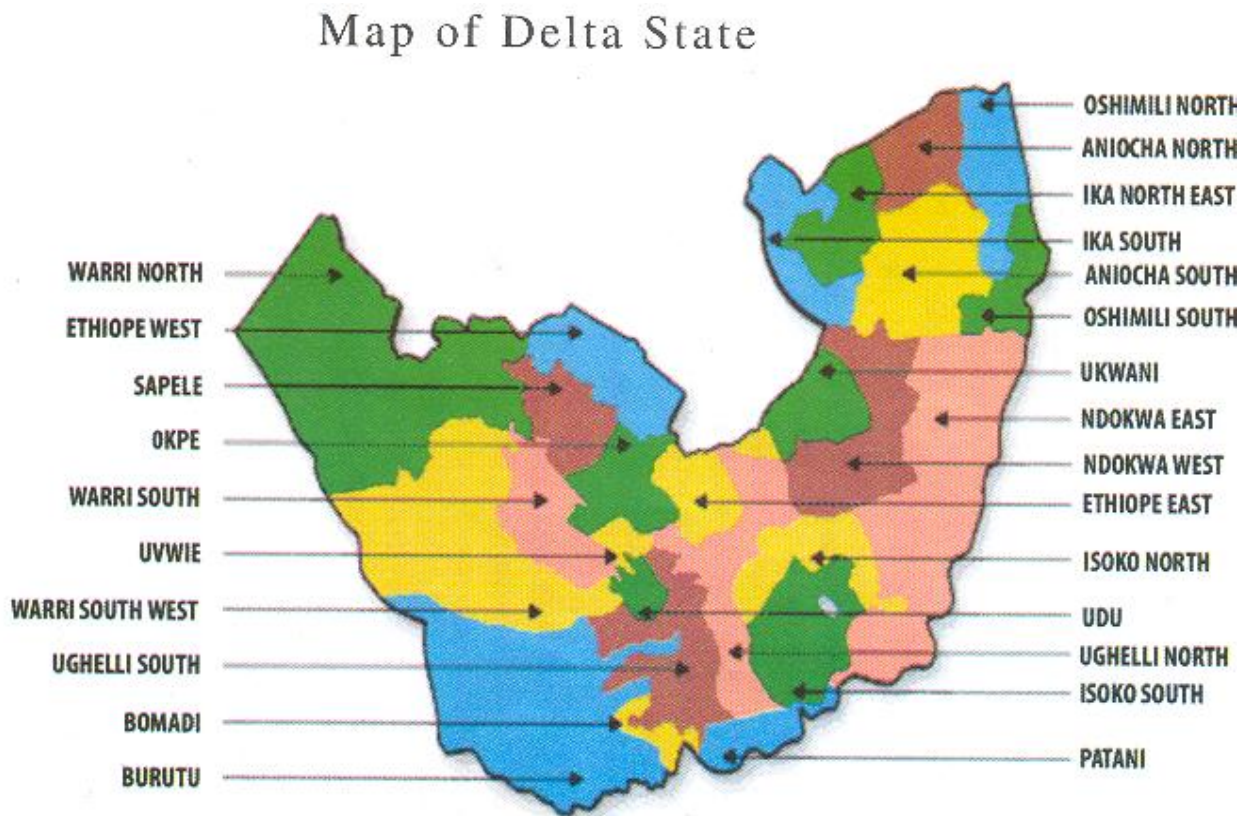 Map of Delta State
OSHIMILI NORTH
ANIOCHA NORTH
IKA NORTH EAST
IKA SOUTH
ANIOCHA SOUTH
OSHIMILI SOUTH
UKWANI
NDOKWA EAST
NDOKWA WEST
ETHIOPE EAST
ISOKO NORTH
UDU
UGHELLI NORTH
ISOKO SOUTH
PATANI
WARRI NORTH
ETHIOPE WEST
SAPELE
OKPE
WARRI SOUTH
UVWIE
WARRI SOUTH WEST
UGHELLI SOUTH
BOMADI
BURUTU